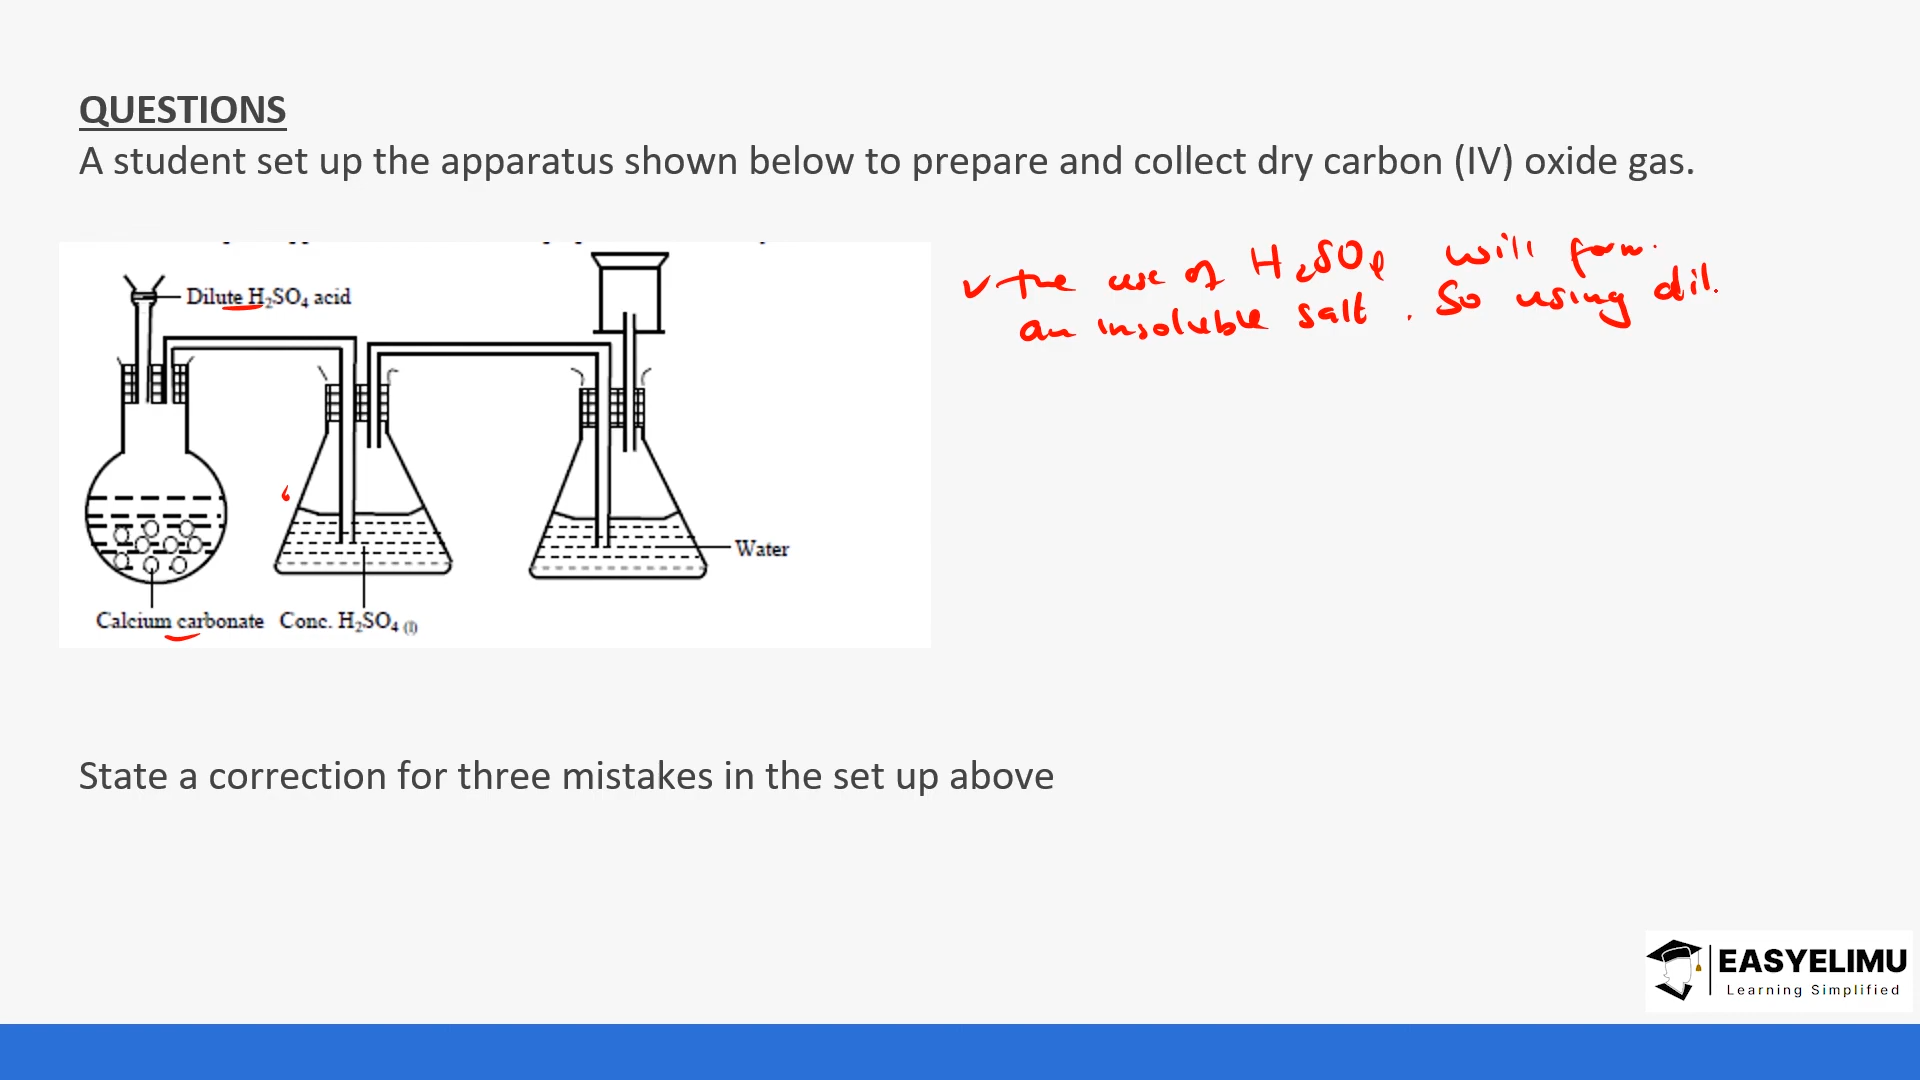 QUESTIONS
A student set up the apparatus shown below to prepare and collect dry carbon (IV) oxide gas.
✓ The use of H₂SO₄ will form
an insoluble salt. So using dil.
Dilute H₂SO₄ acid
Water
Calcium carbonate
Conc. H₂SO₄ (l)
State a correction for three mistakes in the set up above
EASYELIMU
Learning Simplified